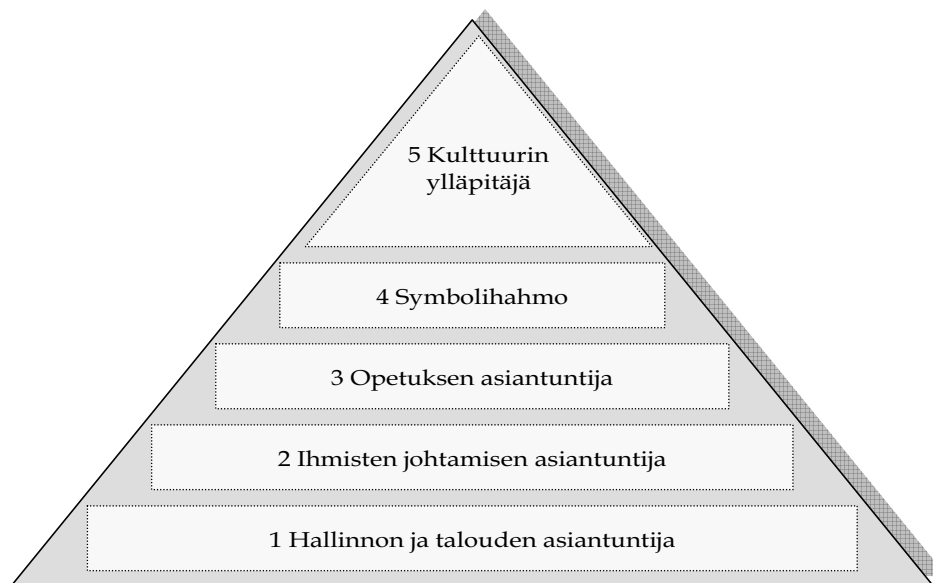 5 Kulttuurin
ylläpitäjä
4 Symbolihahmo
3 Opetuksen asiantuntija
2 Ihmisten johtamisen asiantuntija
1 Hallinnon ja talouden asiantuntija